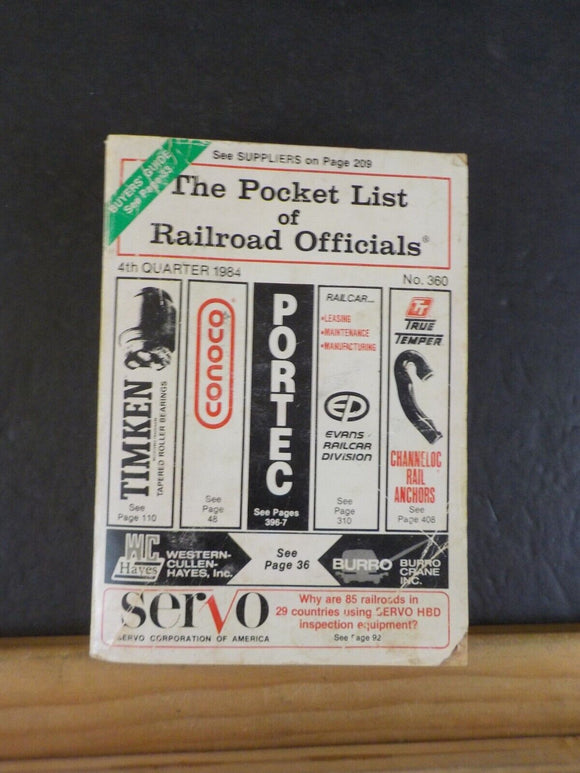 See SUPPLIERS on Page 209
BUYERS' GUIDE
See Page
The Pocket List
of
Railroad Officials®
4th QUARTER 1984
No. 360
TIMKEN
TAPERED ROLLER BEARINGS
See
Page 110
See
Page
48
PORTEC
See Pages
396-7
RAILCAR...
•LEASING
•MAINTENANCE
•MANUFACTURING
EVANS
RAILCAR
DIVISION
See
Page
310
TT
TRUE
TEMPER
CHANNELOC
RAIL
ANCHORS
See
Page 408
WC
Hayes
WESTERN-
CULLEN-
HAYES, Inc.
See
Page 36
BURRO
BURRO
CRANE
INC.
servo
SERVO CORPORATION OF AMERICA
Why are 85 railroads in
29 countries using SERVO HBD
inspection equipment?
See Page 92